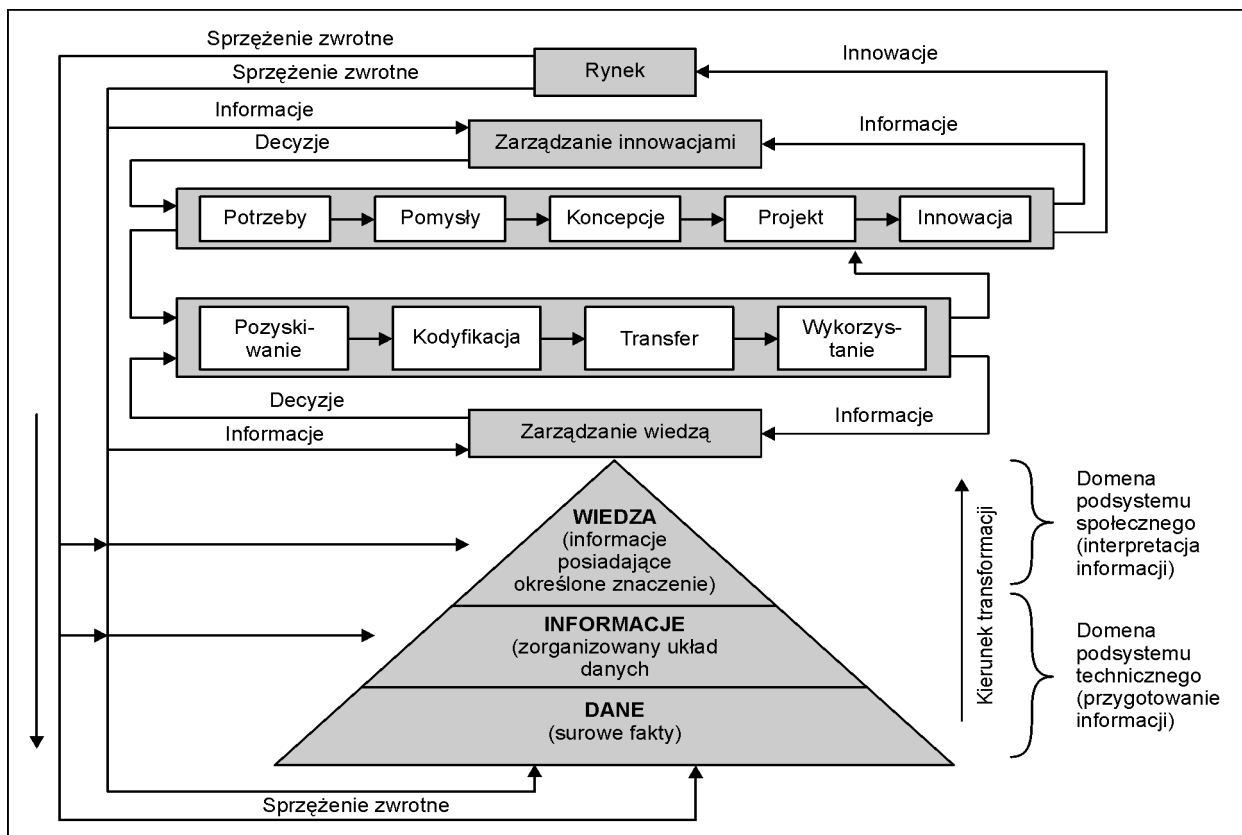 Sprzężenie zwrotne
Rynek
Innowacje
Sprzężenie zwrotne
Informacje
Zarządzanie innowacjami
Informacje
Decyzje
Potrzeby
Pomysły
Koncepcje
Projekt
Innowacja
Pozyski-
wanie
Kodyfikacja
Transfer
Wykorzys-
tanie
Decyzje
Informacje
Zarządzanie wiedzą
Informacje
WIEDZA
(informacje
posiadające
określone znaczenie)
INFORMACJE
(zorganizowany układ
danych
DANE
(surowe fakty)
Kierunek transformacji
Domena
podsystemu
społecznego
(interpretacja
informacji)
Domena
podsystemu
technicznego
(przygotowanie
informacji)
Sprzężenie zwrotne